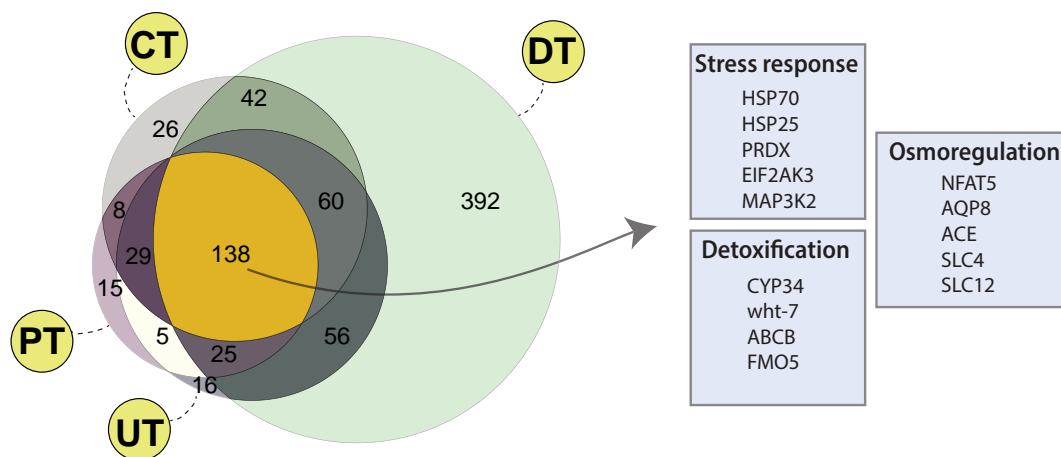 CT
DT
42
26
60
392
8
138
29
15
5
25
56
16
PT
UT
Stress response
HSP70
HSP25
PRDX
EIF2AK3
MAP3K2
Detoxification
CYP34
wht-7
ABCB
FMO5
Osmoregulation
NFAT5
AQP8
ACE
SLC4
SLC12